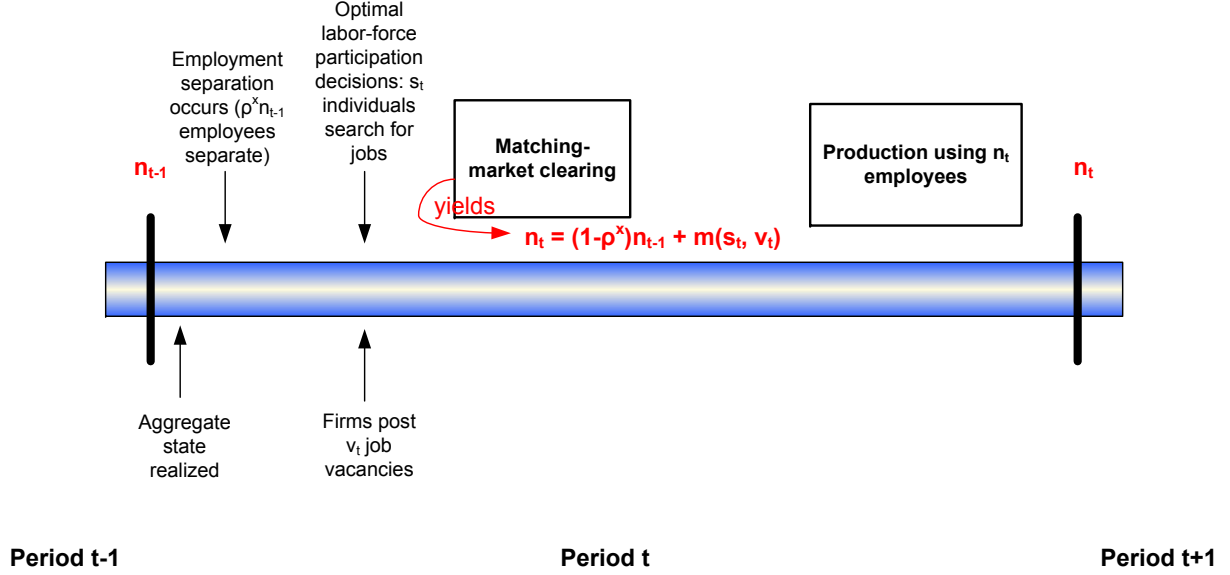 Employment
separation
occurs (ρˣnₜ₋₁
employees
separate)
Optimal
labor-force
participation
decisions: sₜ
individuals
search for
jobs
Matching-
market clearing
Production using nₜ
employees
nₜ₋₁
nₜ
yields
nₜ = (1-ρˣ)nₜ₋₁ + m(sₜ, vₜ)
Aggregate
state
realized
Firms post
vₜ job
vacancies
Period t-1
Period t
Period t+1